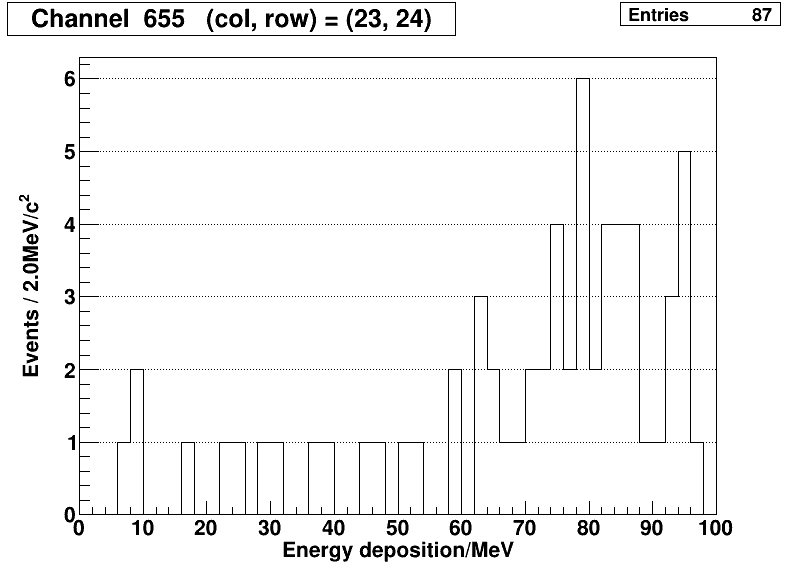 Channel  655   (col, row) = (23, 24)
Entries 87
Events / 2.0MeV/c²
6
5
4
3
2
1
0
0 10 20 30 40 50 60 70 80 90 100
Energy deposition/MeV